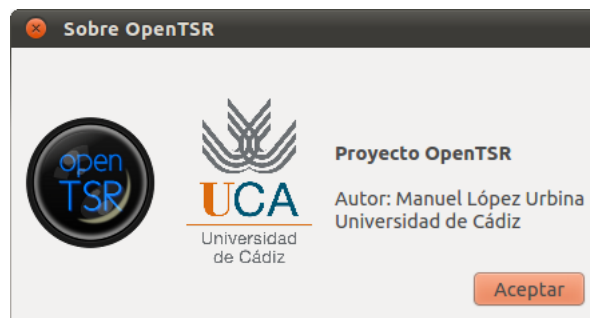 Sobre OpenTSR
open
TSR
UCA
Universidad
de Cádiz
Proyecto OpenTSR
Autor: Manuel López Urbina
Universidad de Cádiz
Aceptar